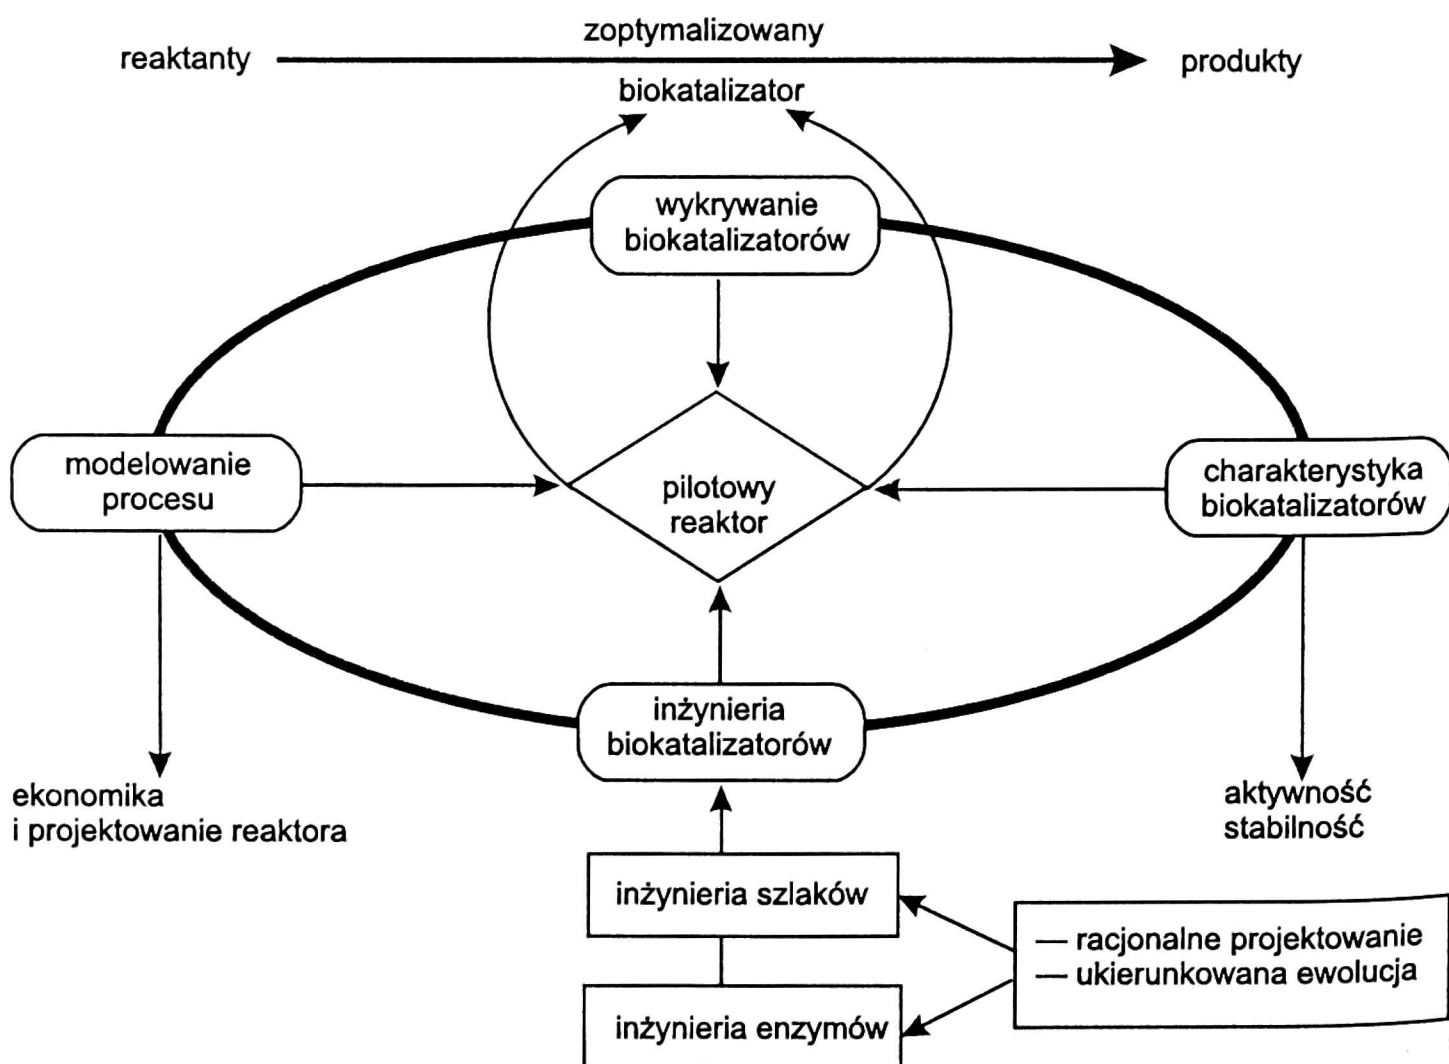 reaktanty
zoptymalizowany
biokatalizator
produkty
wykrywanie
biokatalizatorów
modelowanie
procesu
pilotowy
reaktor
charakterystyka
biokatalizatorów
inżynieria
biokatalizatorów
ekonomika
i projektowanie reaktora
aktywność
stabilność
inżynieria szlaków
— racjonalne projektowanie
— ukierunkowana ewolucja
inżynieria enzymów